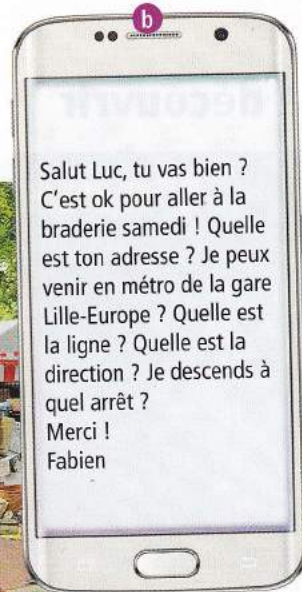 b
Salut Luc, tu vas bien ?
C'est ok pour aller à la
braderie samedi ! Quelle
est ton adresse ? Je peux
venir en métro de la gare
Lille-Europe ? Quelle est
la ligne ? Quelle est la
direction ? Je descends à
quel arrêt ?
Merci !
Fabien